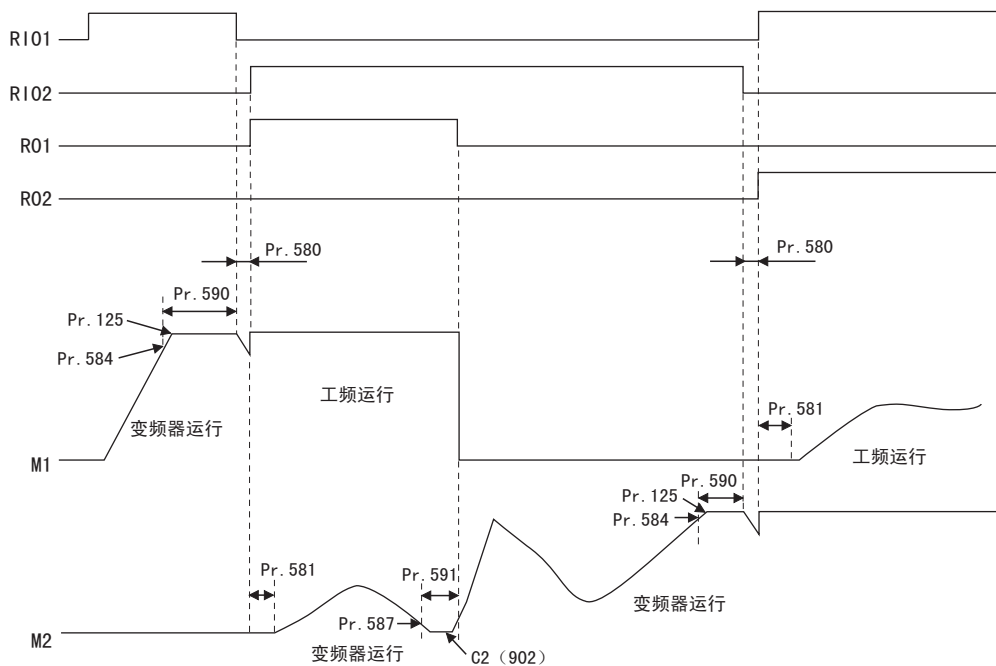 RIO1
RIO2
RO1
RO2
Pr.580
Pr.580
Pr.590
Pr.125
Pr.584
工频运行
变频器运行
Pr.581
M1
工频运行
Pr.590
Pr.125
Pr.584
Pr.581
Pr.591
变频器运行
Pr.587
M2
变频器运行
C2（902）